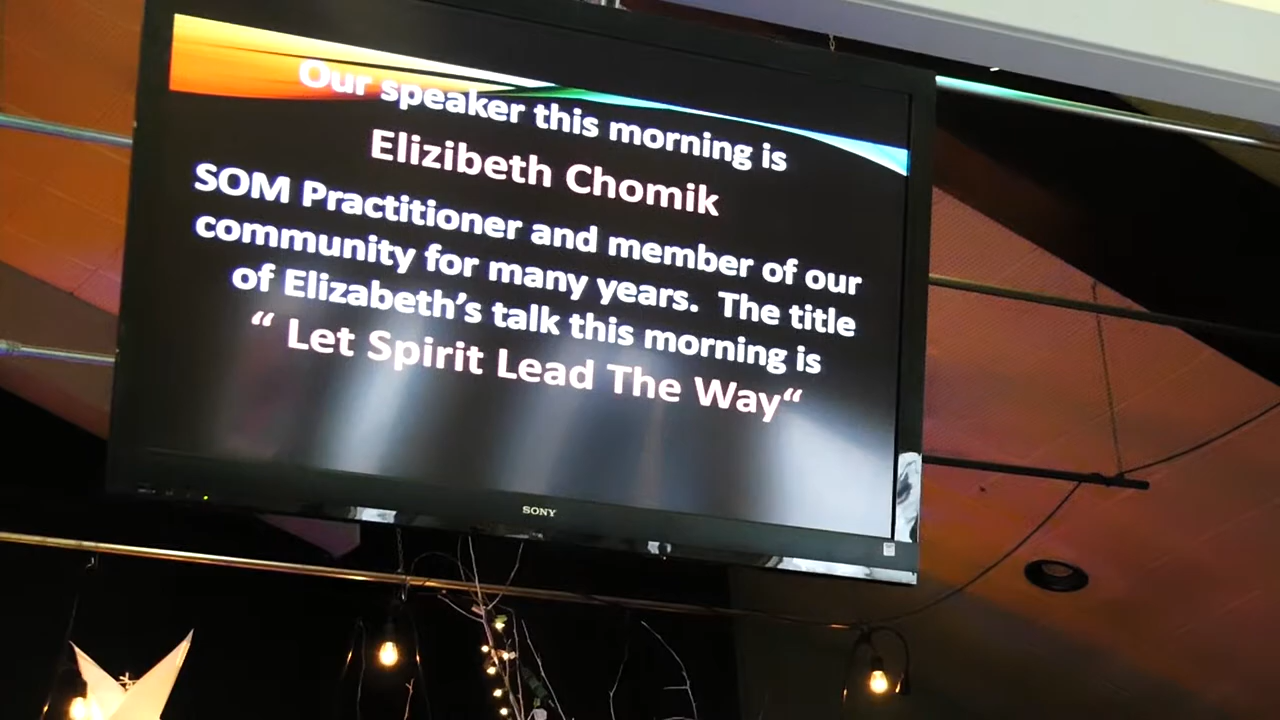 Our speaker this morning is
Elizibeth Chomik
SOM Practitioner and member of our
community for many years. The title
of Elizabeth’s talk this morning is
“ Let Spirit Lead The Way“
SONY